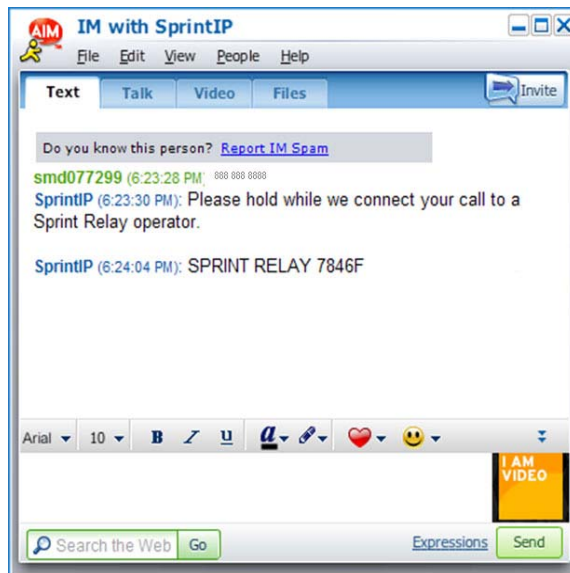 AIM IM with SprintIP
File Edit View People Help
Text Talk Video Files Invite
Do you know this person? Report IM Spam
smd077299 (6:23:28 PM) 888 888 8888
SprintIP (6:23:30 PM): Please hold while we connect your call to a
Sprint Relay operator.
SprintIP (6:24:04 PM): SPRINT RELAY 7846F
Arial 10 B I u a
I AM
VIDEO
Search the Web Go Expressions Send